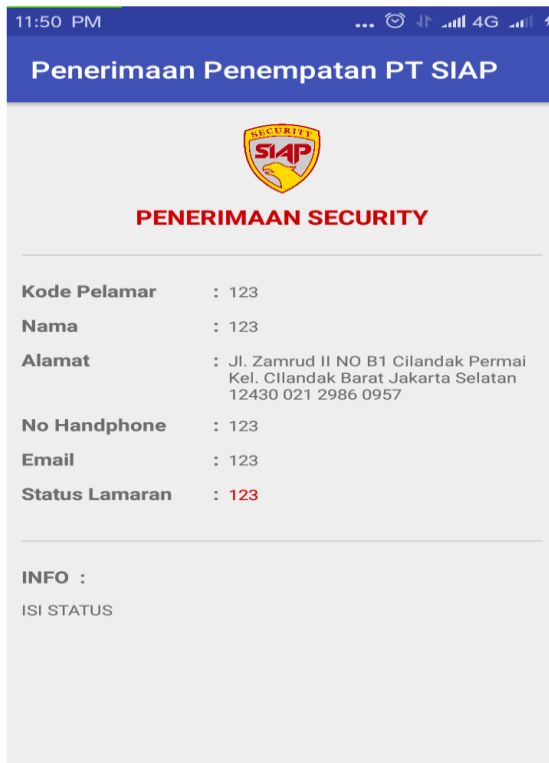 11:50 PM ... 4G
Penerimaan Penempatan PT SIAP
SECURITY
SIAP
PENERIMAAN SECURITY
Kode Pelamar : 123
Nama : 123
Alamat : Jl. Zamrud II NO B1 Cilandak Permai
Kel. CIlandak Barat Jakarta Selatan
12430 021 2986 0957
No Handphone : 123
Email : 123
Status Lamaran : 123
INFO :
ISI STATUS